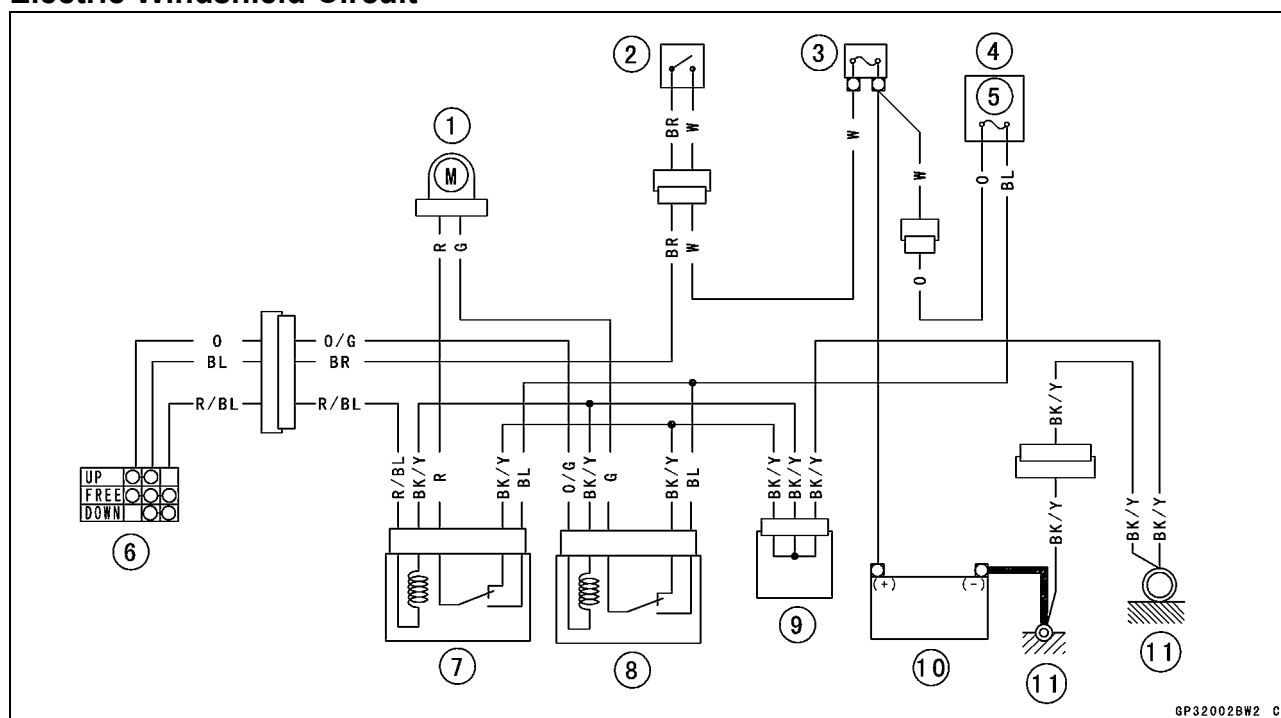 Electric Windshield Circuit
2
3
4
5
1
M
BR
W
W
W
O
BL
R
G
BR
W
O
O
O/G
BL
BR
R/BL
R/BL
BK/Y
R/BL
BK/Y
R
BK/Y
BL
O/G
BK/Y
G
BK/Y
BL
BK/Y
BK/Y
BK/Y
BK/Y
BK/Y
BK/Y
UP
FREE
DOWN
(+)
(-)
6
7
8
9
10
11
11
GP32002BW2 C